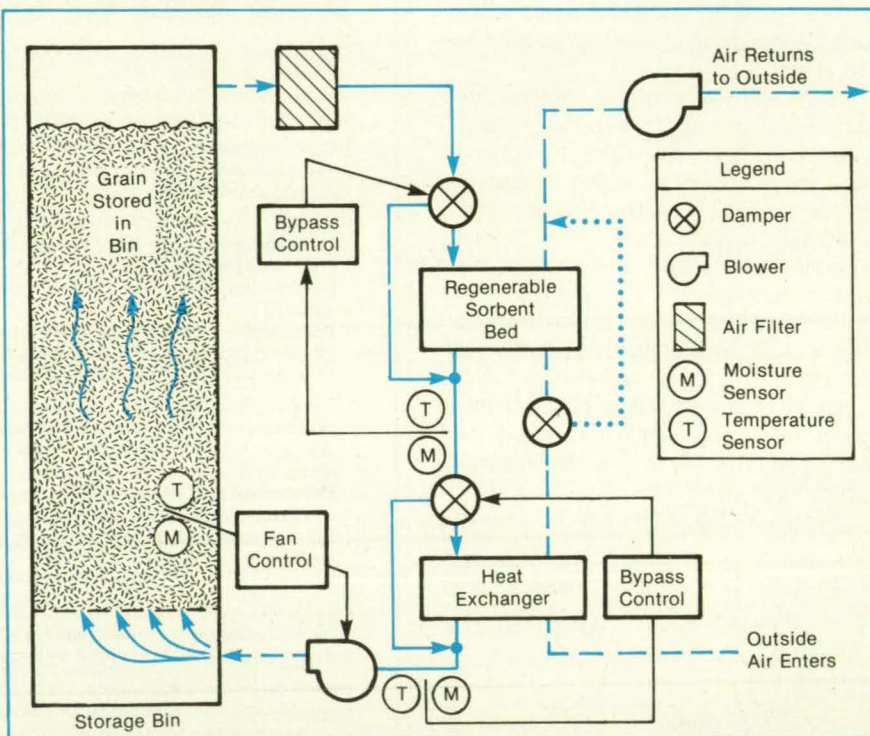 Air Returns
to Outside
Grain
Stored
in
Bin
Bypass
Control
Regenerable
Sorbent
Bed
T
M
T
M
Fan
Control
Heat
Exchanger
Bypass
Control
Outside
Air Enters
T
M
Storage Bin
Legend
Damper
Blower
Air Filter
M
Moisture
Sensor
T
Temperature
Sensor